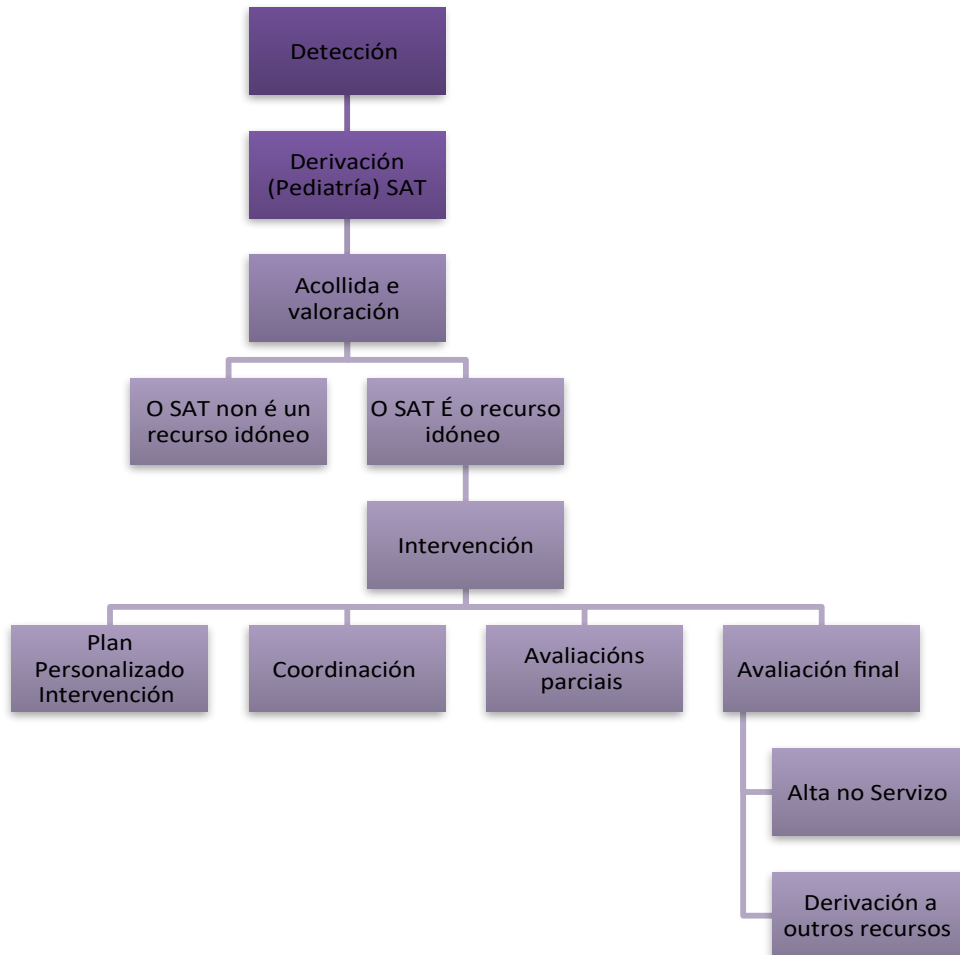 Detección
Derivación
(Pediatría) SAT
Acollida e
valoración
O SAT non é un
recurso idóneo
O SAT É o recurso
idóneo
Intervención
Plan
Personalizado
Intervención
Coordinación
Avaliacións
parciais
Avaliación final
Alta no Servizo
Derivación a
outros recursos